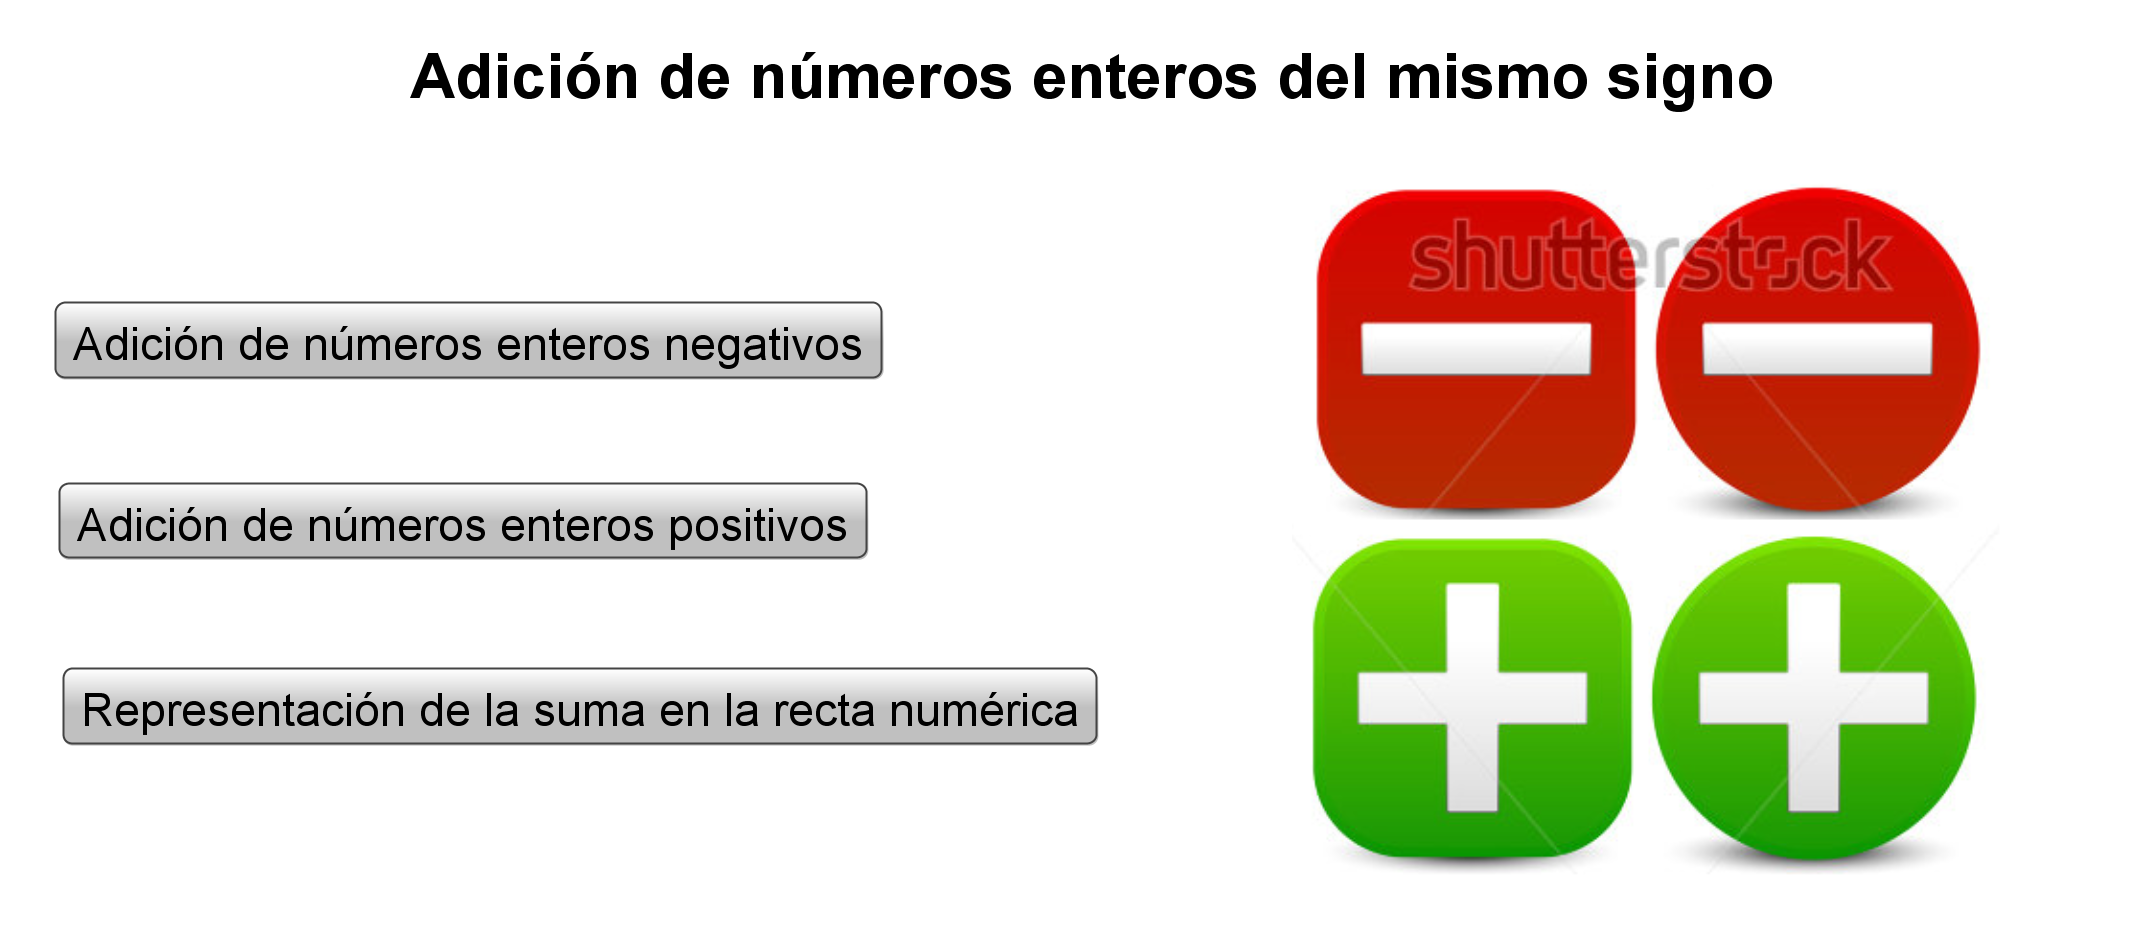 Adición de números enteros del mismo signo
shutterstock
Adición de números enteros negativos
Adición de números enteros positivos
Representación de la suma en la recta numérica